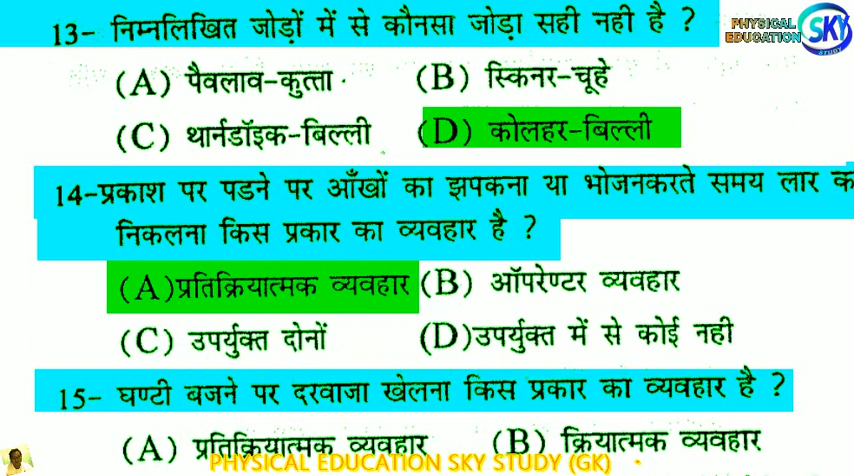 13- निम्नलिखित जोड़ों में से कौनसा जोड़ा सही नही है ?
PHYSICAL EDUCATION SKY STUDY
(A) पैवलाव-कुत्ता (B) स्किनर-चूहे
(C) थार्नडॉइक-बिल्ली (D) कोलहर-बिल्ली
14-प्रकाश पर पडने पर आँखों का झपकना या भोजनकरते समय लार क
निकलना किस प्रकार का व्यवहार है ?
(A)प्रतिक्रियात्मक व्यवहार (B) ऑपरेण्टर व्यवहार
(C) उपर्युक्त दोनों (D)उपर्युक्त में से कोई नही
15- घण्टी बजने पर दरवाजा खेलना किस प्रकार का व्यवहार है ?
(A) प्रतिक्रियात्मक व्यवहार (B) क्रियात्मक व्यवहार
PHYSICAL EDUCATION SKY STUDY (GK)